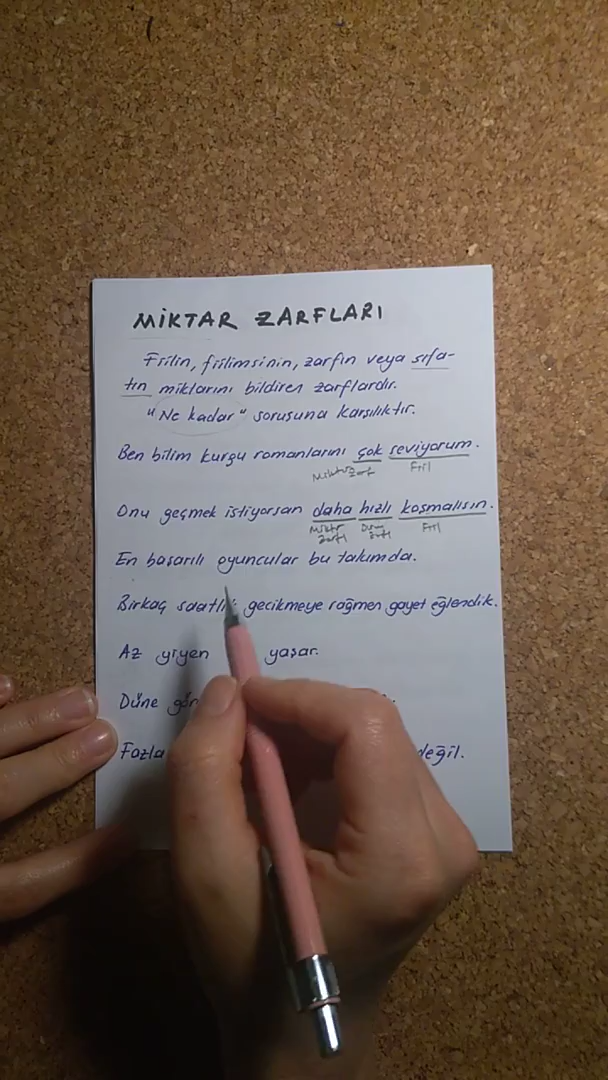 MİKTAR ZARFLARI
Fiilin, fiilimsinin, zarfın veya sıfa-
tın miktarını bildiren zarflardır.
"Ne kadar" sorusuna karşılıktır.
Ben bilim kurgu romanlarını çok seviyorum.
Miktar zarf Fiil
Onu geçmek istiyorsan daha hızlı koşmalısın.
Miktar Durum Fiil
zarfı zarfı
En başarılı oyuncular bu takımda.
Birkaç saatlik gecikmeye rağmen gayet eğlendik.
Az yiyen yaşar.
Düne
Fazla değil.